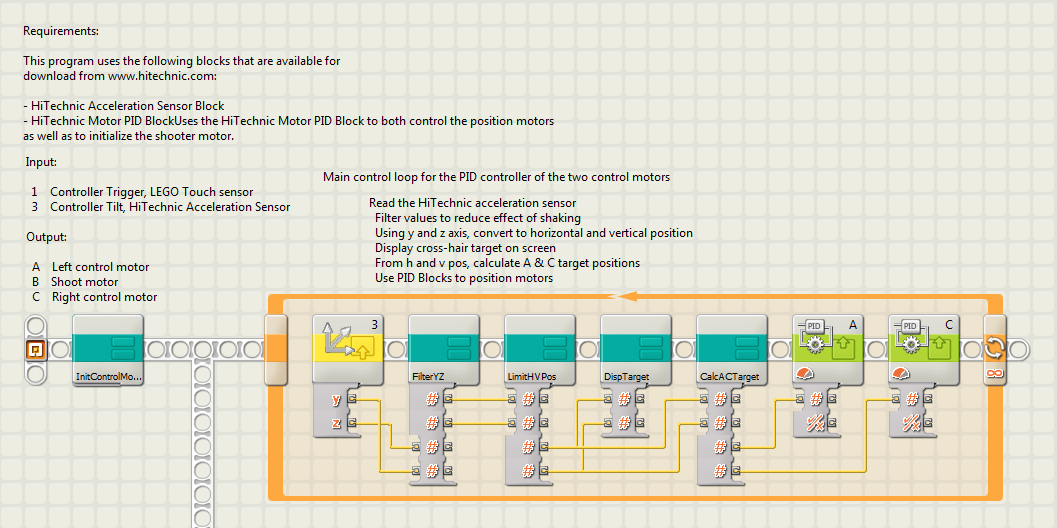 Requirements:
This program uses the following blocks that are available for
download from www.hitechnic.com:
- HiTechnic Acceleration Sensor Block
- HiTechnic Motor PID BlockUses the HiTechnic Motor PID Block to both control the position motors
as well as to initialize the shooter motor.
Input:
1 Controller Trigger, LEGO Touch sensor
3 Controller Tilt, HiTechnic Acceleration Sensor
Output:
A Left control motor
B Shoot motor
C Right control motor
Main control loop for the PID controller of the two control motors
Read the HiTechnic acceleration sensor
Filter values to reduce effect of shaking
Using y and z axis, convert to horizontal and vertical position
Display cross-hair target on screen
From h and v pos, calculate A & C target positions
Use PID Blocks to position motors
InitControlMo...
3
FilterYZ
LimitHVPos
DispTarget
CalcACTarget
PID A
PID C
y # # # # # #
z # # # #
# # #
# # #